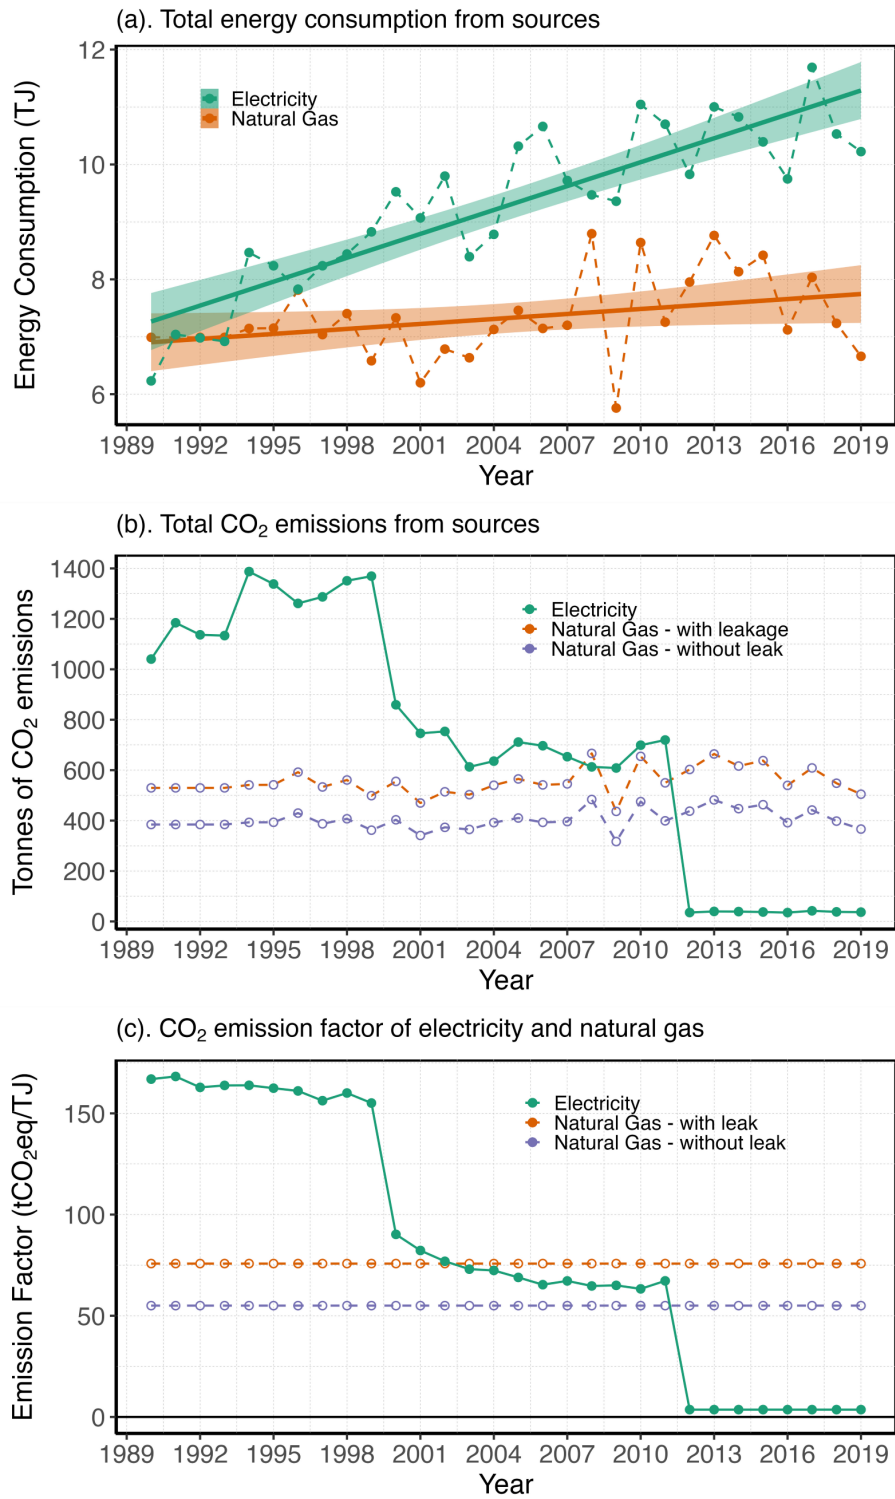 (a). Total energy consumption from sources
Energy Consumption (TJ)
12
10
8
6
Electricity
Natural Gas
1989 1992 1995 1998 2001 2004 2007 2010 2013 2016 2019
Year
(b). Total CO₂ emissions from sources
Tonnes of CO₂ emissions
1400
1200
1000
800
600
400
200
0
Electricity
Natural Gas - with leakage
Natural Gas - without leak
1989 1992 1995 1998 2001 2004 2007 2010 2013 2016 2019
Year
(c). CO₂ emission factor of electricity and natural gas
Emission Factor (tCO₂eq/TJ)
150
100
50
0
Electricity
Natural Gas - with leak
Natural Gas - without leak
1989 1992 1995 1998 2001 2004 2007 2010 2013 2016 2019
Year